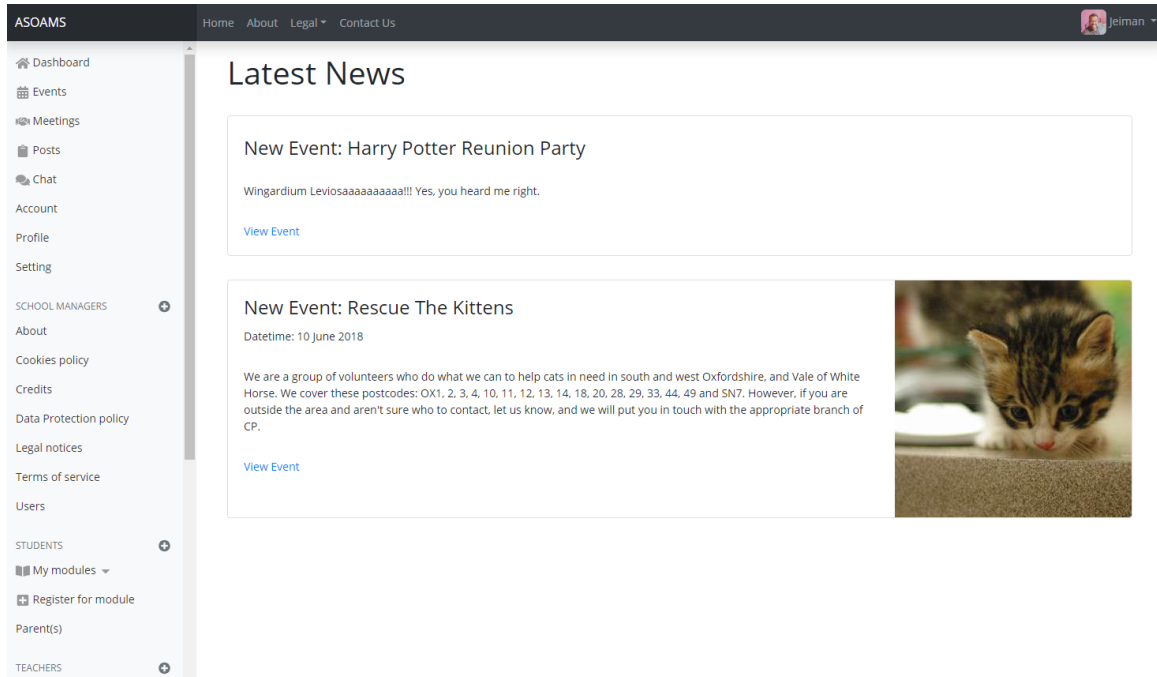 ASOAMS
Home About Legal Contact Us
Jeiman
Dashboard
Events
Meetings
Posts
Chat
Account
Profile
Setting
SCHOOL MANAGERS
About
Cookies policy
Credits
Data Protection policy
Legal notices
Terms of service
Users
STUDENTS
My modules
Register for module
Parent(s)
TEACHERS
Latest News
New Event: Harry Potter Reunion Party
Wingardium Leviosaaaaaaaaaa!!! Yes, you heard me right.
View Event
New Event: Rescue The Kittens
Datetime: 10 June 2018
We are a group of volunteers who do what we can to help cats in need in south and west Oxfordshire, and Vale of White
Horse. We cover these postcodes: OX1, 2, 3, 4, 10, 11, 12, 13, 14, 18, 20, 28, 29, 33, 44, 49 and SN7. However, if you are
outside the area and aren't sure who to contact, let us know, and we will put you in touch with the appropriate branch of
CP.
View Event